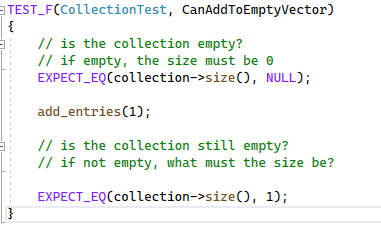 TEST_F(CollectionTest, CanAddToEmptyVector)
{
// is the collection empty?
// if empty, the size must be 0
EXPECT_EQ(collection->size(), NULL);
add_entries(1);
// is the collection still empty?
// if not empty, what must the size be?
EXPECT_EQ(collection->size(), 1);
}